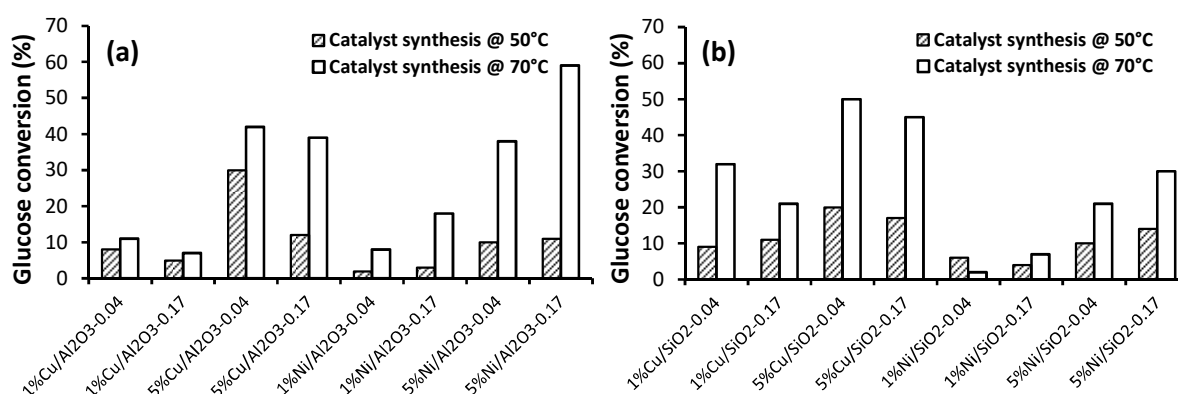 Glucose conversion (%)
70
60
50
40
30
20
10
0
(a)
Catalyst synthesis @ 50°C
Catalyst synthesis @ 70°C
1%Cu/Al2O3-0.04
1%Cu/Al2O3-0.17
5%Cu/Al2O3-0.04
5%Cu/Al2O3-0.17
1%Ni/Al2O3-0.04
1%Ni/Al2O3-0.17
5%Ni/Al2O3-0.04
5%Ni/Al2O3-0.17
Glucose conversion (%)
70
60
50
40
30
20
10
0
(b)
Catalyst synthesis @ 50°C
Catalyst synthesis @ 70°C
1%Cu/SiO2-0.04
1%Cu/SiO2-0.17
5%Cu/SiO2-0.04
5%Cu/SiO2-0.17
1%Ni/SiO2-0.04
1%Ni/SiO2-0.17
5%Ni/SiO2-0.04
5%Ni/SiO2-0.17